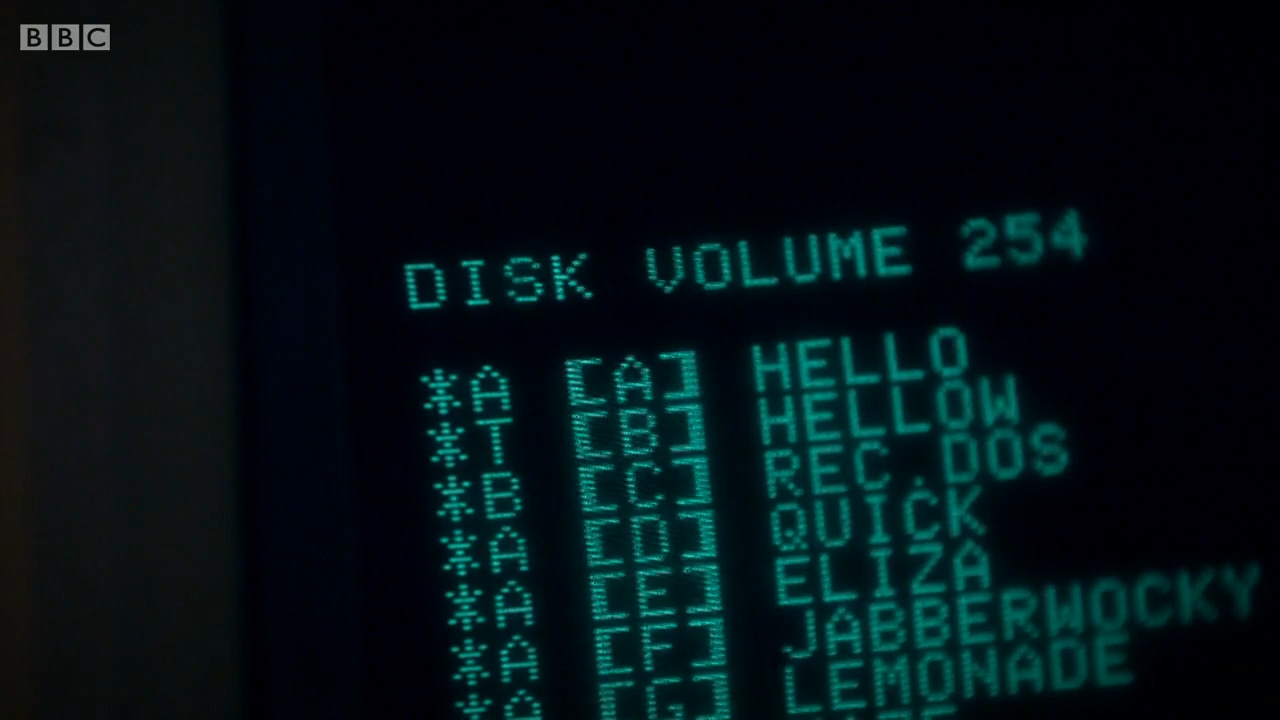 BBC
DISK VOLUME 254
*A [A] HELLO
*T [B] HELLOW
*B [C] REC.DOS
*A [D] QUICK
*A [E] ELIZA
*A [F] JABBERWOCKY
*A [G] LEMONADE